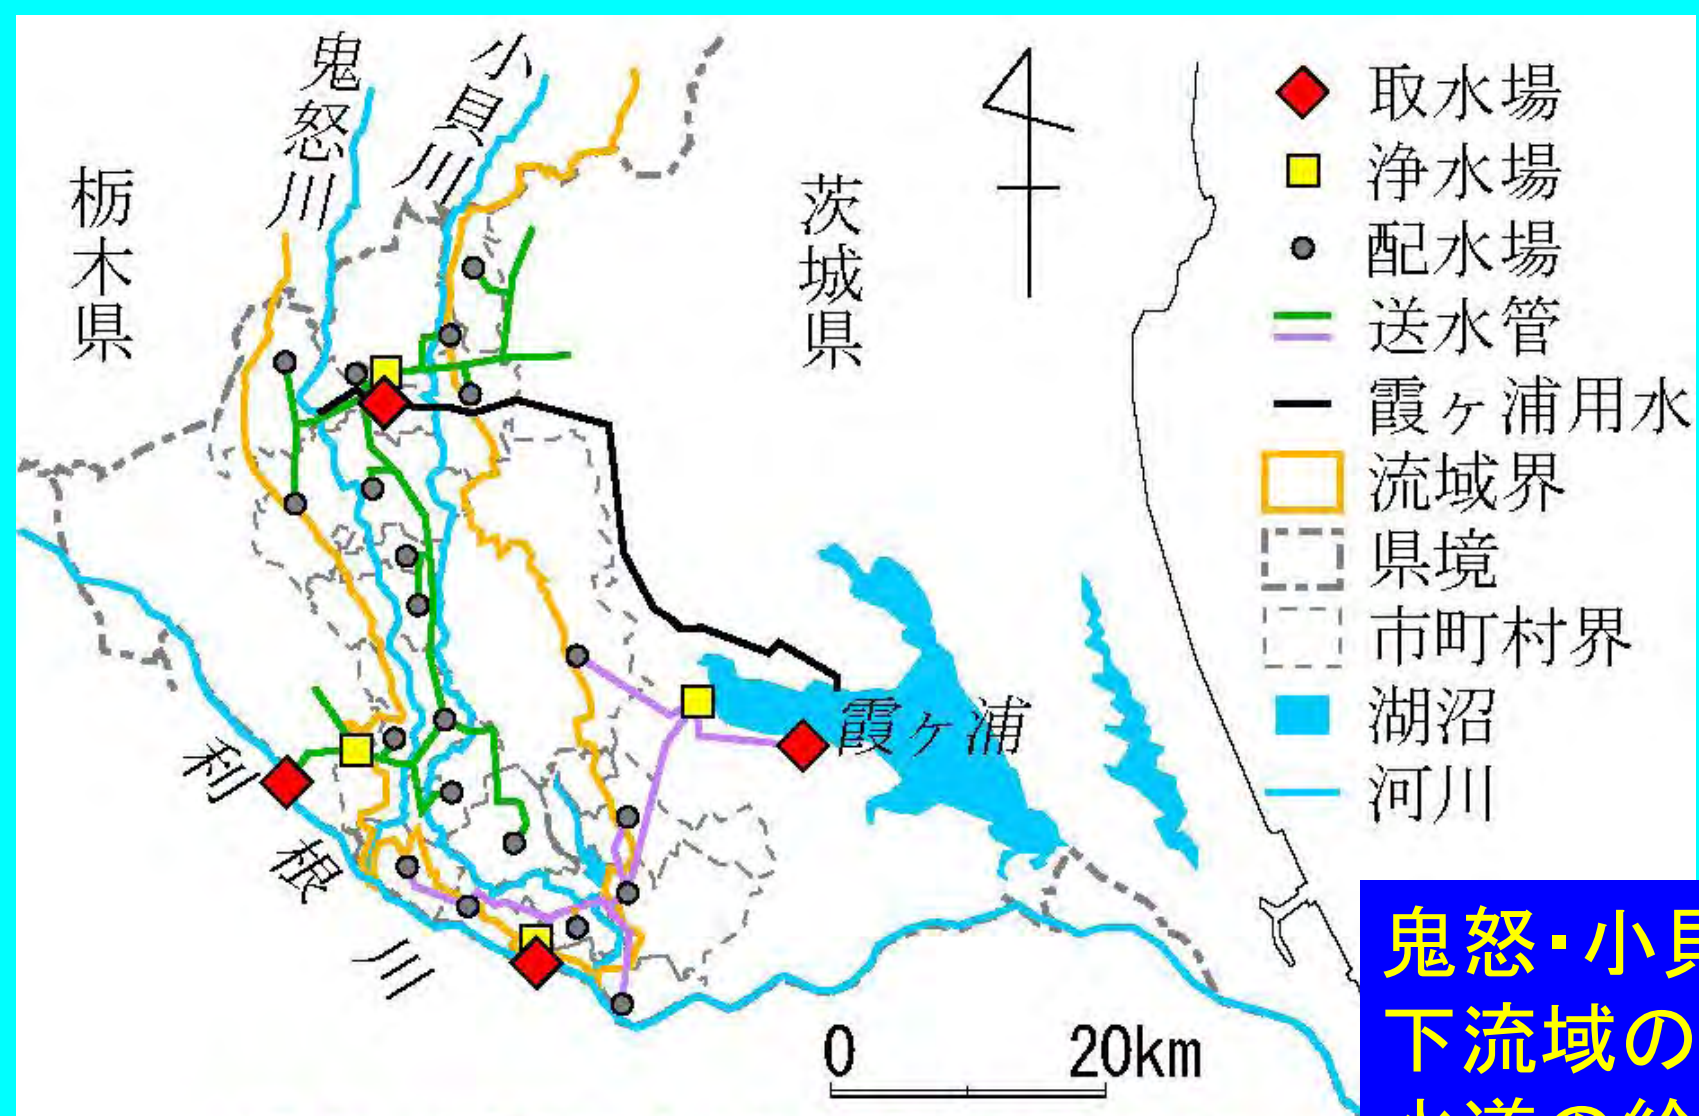 鬼怒川
小貝川
栃木県
茨城県
取水場
浄水場
配水場
送水管
霞ヶ浦用水
流域界
県境
市町村界
湖沼
河川
霞ヶ浦
利根川
0 20km
鬼怒・小貝
下流域の